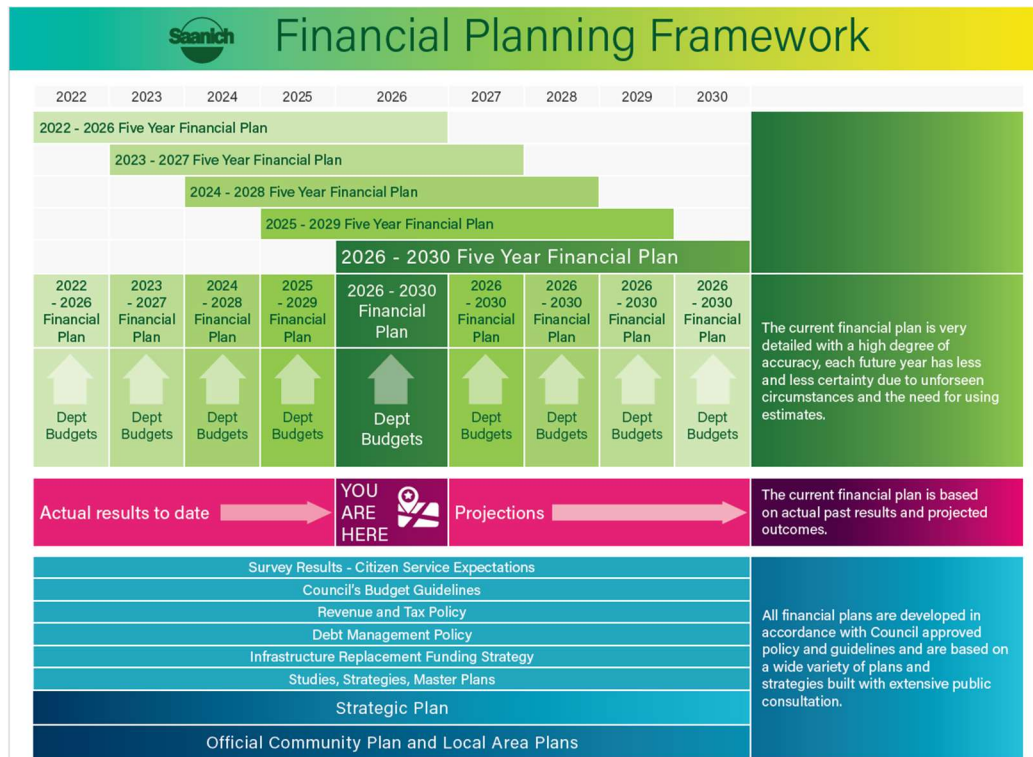 Saanich
Financial Planning Framework
2022 2023 2024 2025 2026 2027 2028 2029 2030
2022 - 2026 Five Year Financial Plan
2023 - 2027 Five Year Financial Plan
2024 - 2028 Five Year Financial Plan
2025 - 2029 Five Year Financial Plan
2026 - 2030 Five Year Financial Plan
2022
- 2026
Financial
Plan
2023
- 2027
Financial
Plan
2024
- 2028
Financial
Plan
2025
- 2029
Financial
Plan
2026 - 2030
Financial
Plan
2026
- 2030
Financial
Plan
2026
- 2030
Financial
Plan
2026
- 2030
Financial
Plan
2026
- 2030
Financial
Plan
The current financial plan is very
detailed with a high degree of
accuracy, each future year has less
and less certainty due to unforseen
circumstances and the need for using
estimates.
Dept
Budgets
Dept
Budgets
Dept
Budgets
Dept
Budgets
Dept
Budgets
Dept
Budgets
Dept
Budgets
Dept
Budgets
Dept
Budgets
Actual results to date
YOU
ARE
HERE
Projections
The current financial plan is based
on actual past results and projected
outcomes.
Survey Results - Citizen Service Expectations
Council's Budget Guidelines
Revenue and Tax Policy
Debt Management Policy
Infrastructure Replacement Funding Strategy
Studies, Strategies, Master Plans
Strategic Plan
Official Community Plan and Local Area Plans
All financial plans are developed in
accordance with Council approved
policy and guidelines and are based on
a wide variety of plans and
strategies built with extensive public
consultation.